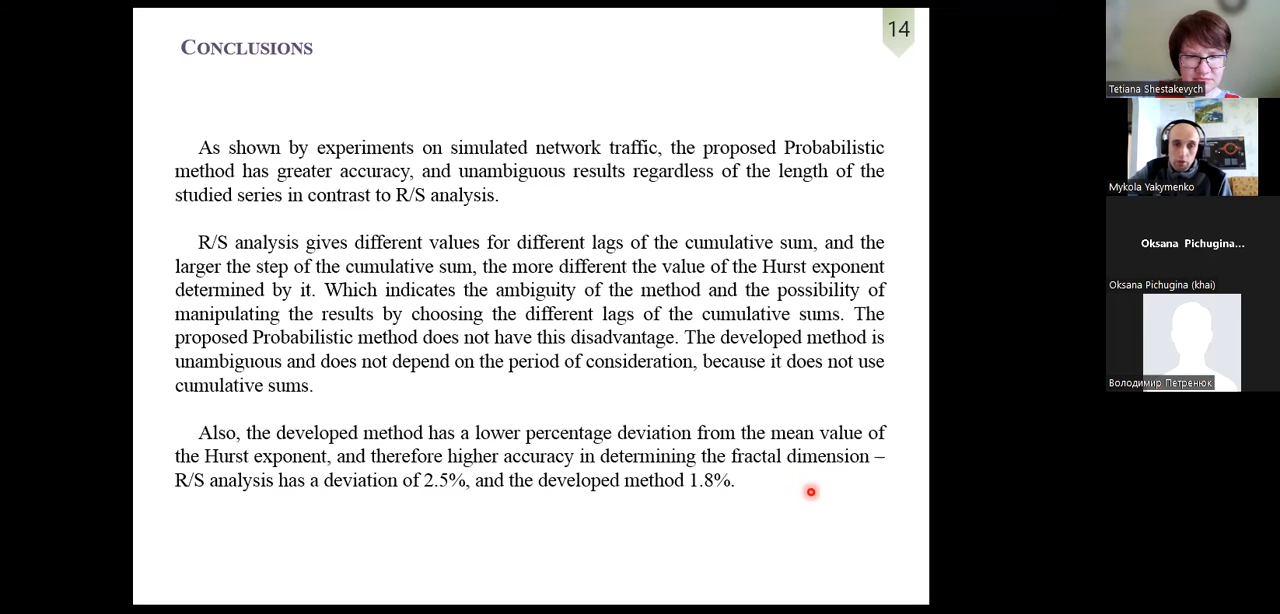 14
CONCLUSIONS
As shown by experiments on simulated network traffic, the proposed Probabilistic
method has greater accuracy, and unambiguous results regardless of the length of the
studied series in contrast to R/S analysis.
R/S analysis gives different values for different lags of the cumulative sum, and the
larger the step of the cumulative sum, the more different the value of the Hurst exponent
determined by it. Which indicates the ambiguity of the method and the possibility of
manipulating the results by choosing the different lags of the cumulative sums. The
proposed Probabilistic method does not have this disadvantage. The developed method is
unambiguous and does not depend on the period of consideration, because it does not use
cumulative sums.
Also, the developed method has a lower percentage deviation from the mean value of
the Hurst exponent, and therefore higher accuracy in determining the fractal dimension –
R/S analysis has a deviation of 2.5%, and the developed method 1.8%.
Tetiana Shestakevych
Mykola Yakymenko
Oksana Pichugina...
Oksana Pichugina (khai)
Володимир Петренюк